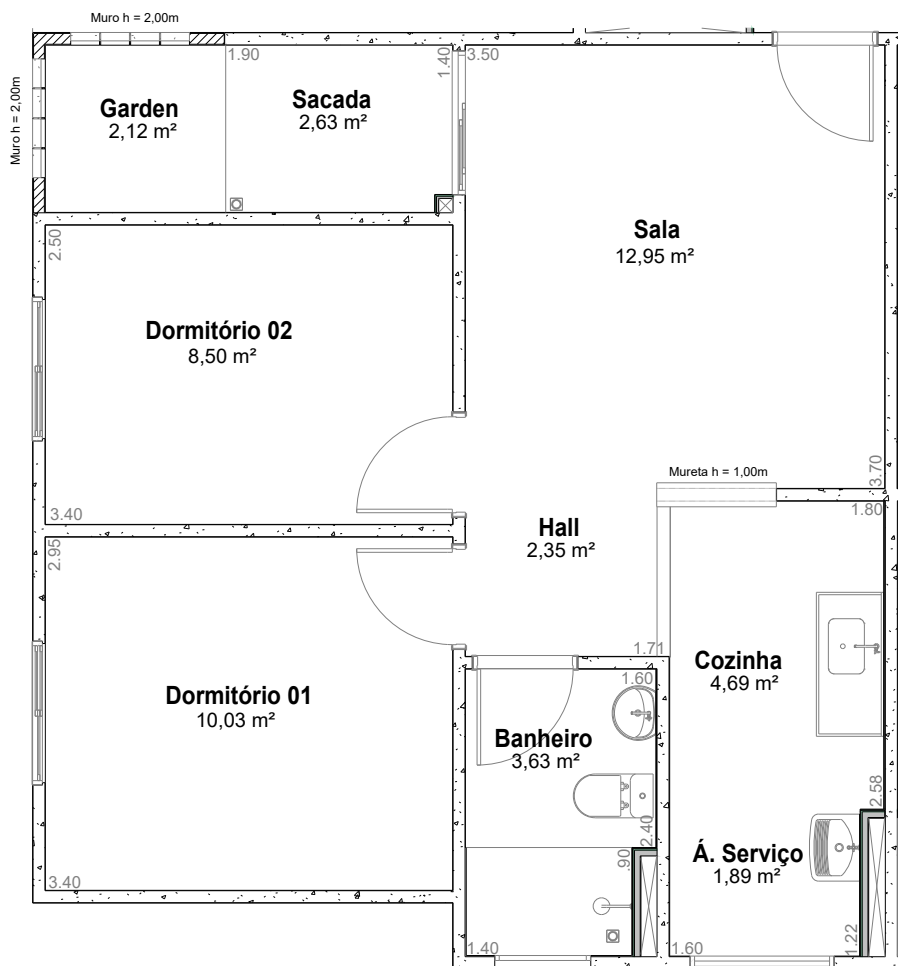 Muro h = 2,00m
Muro h = 2,00m
1.90
1.40
3.50
Garden
2,12 m²
Sacada
2,63 m²
Sala
12,95 m²
2.50
Dormitório 02
8,50 m²
3.40
Mureta h = 1,00m
3.70
1.80
Hall
2,35 m²
2.95
1.71
1.60
Cozinha
4,69 m²
Dormitório 01
10,03 m²
Banheiro
3,63 m²
2.58
2.40
.90
Á. Serviço
1,89 m²
3.40
1.40
1.60
1.22